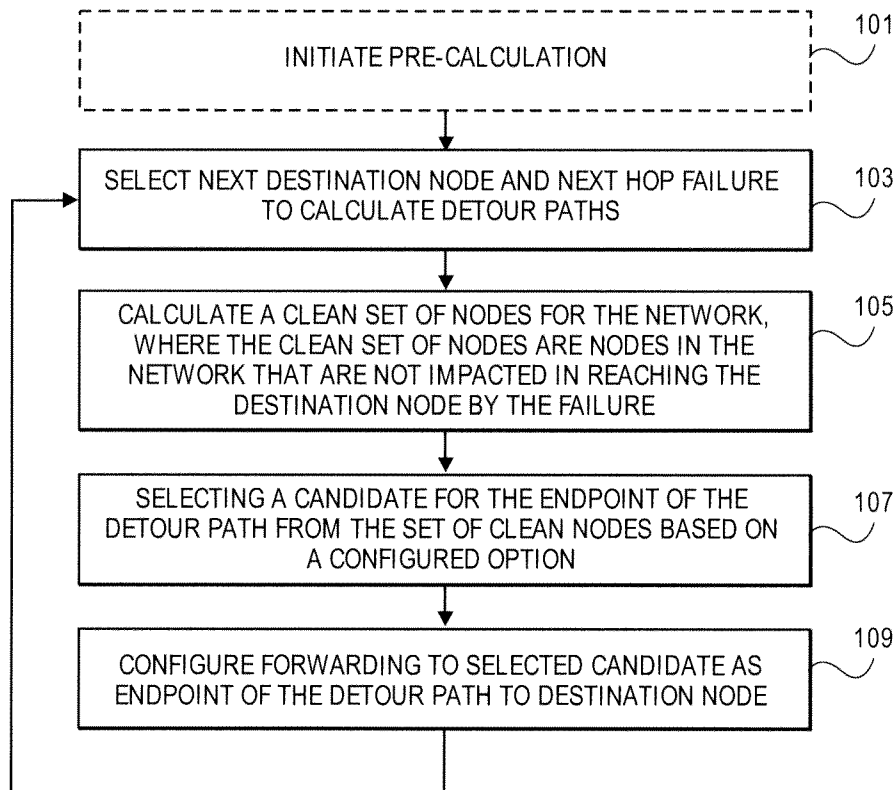 INITIATE PRE-CALCULATION
101
SELECT NEXT DESTINATION NODE AND NEXT HOP FAILURE
TO CALCULATE DETOUR PATHS
103
CALCULATE A CLEAN SET OF NODES FOR THE NETWORK,
WHERE THE CLEAN SET OF NODES ARE NODES IN THE
NETWORK THAT ARE NOT IMPACTED IN REACHING THE
DESTINATION NODE BY THE FAILURE
105
SELECTING A CANDIDATE FOR THE ENDPOINT OF THE
DETOUR PATH FROM THE SET OF CLEAN NODES BASED ON
A CONFIGURED OPTION
107
CONFIGURE FORWARDING TO SELECTED CANDIDATE AS
ENDPOINT OF THE DETOUR PATH TO DESTINATION NODE
109